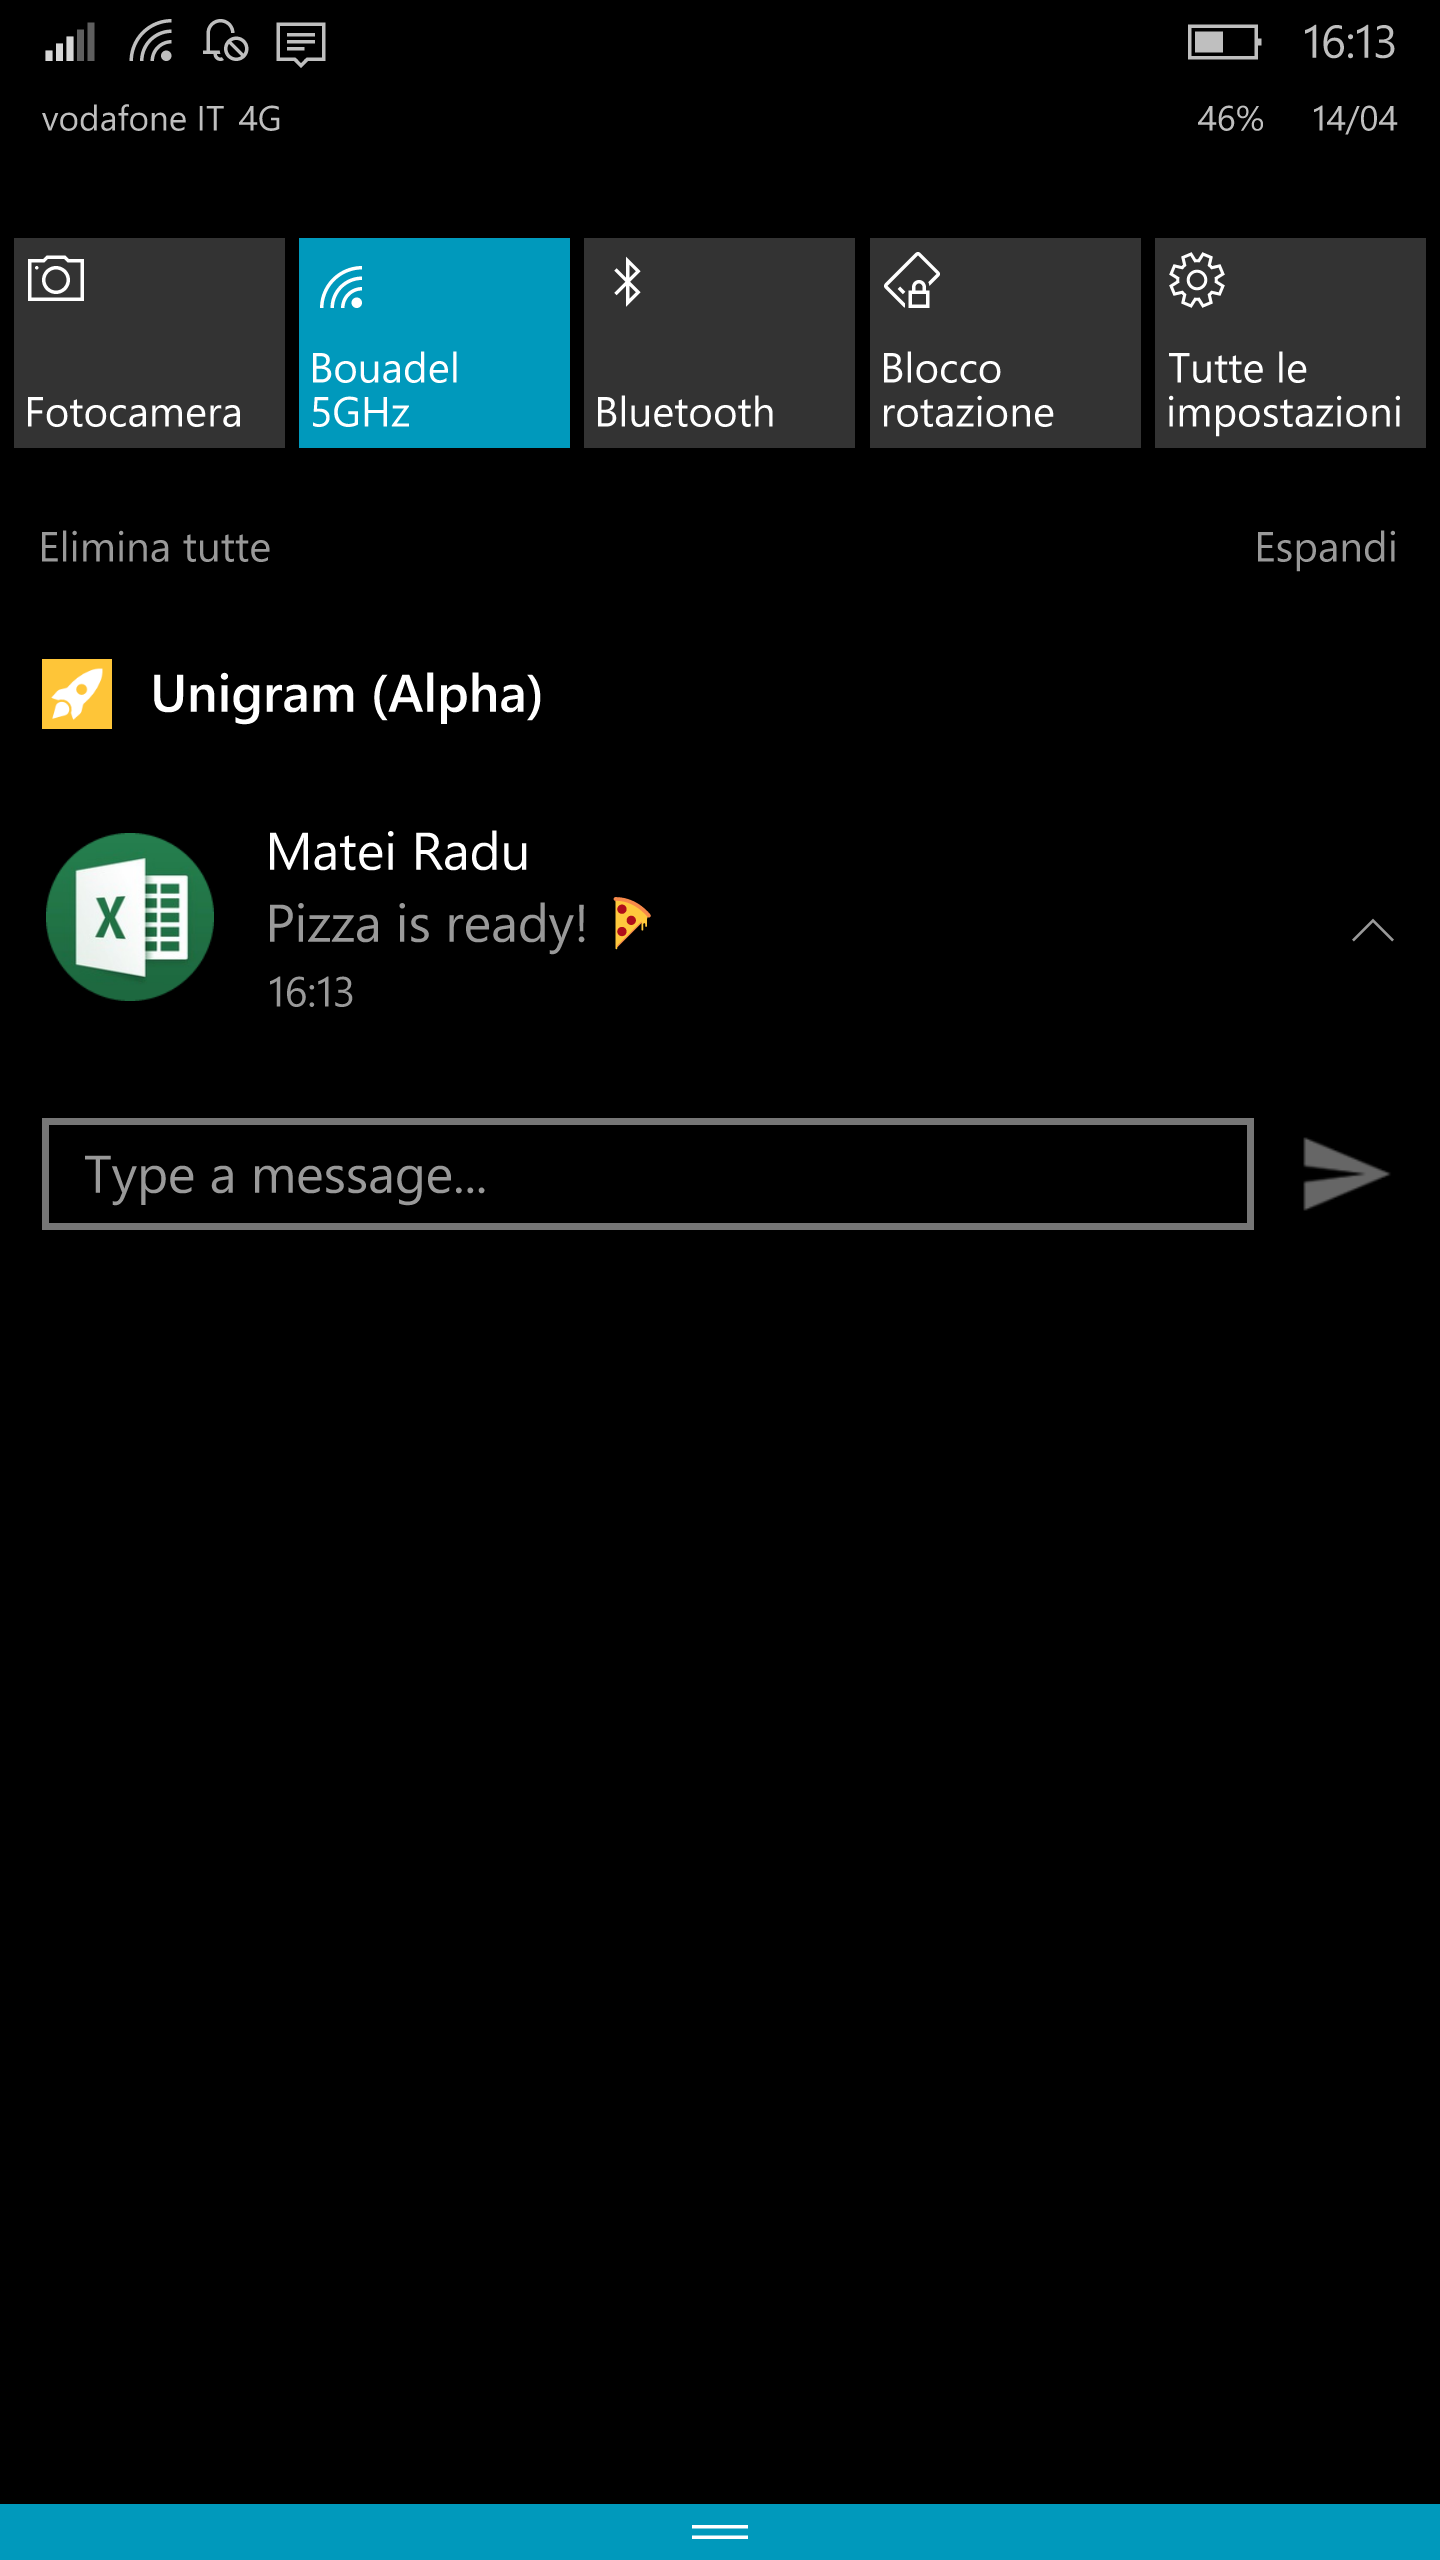 16:13
vodafone IT 4G 46% 14/04
Fotocamera
Bouadel
5GHz
Bluetooth
Blocco
rotazione
Tutte le
impostazioni
Elimina tutte
Espandi
Unigram (Alpha)
X
Matei Radu
Pizza is ready! 🍕
16:13
Type a message...